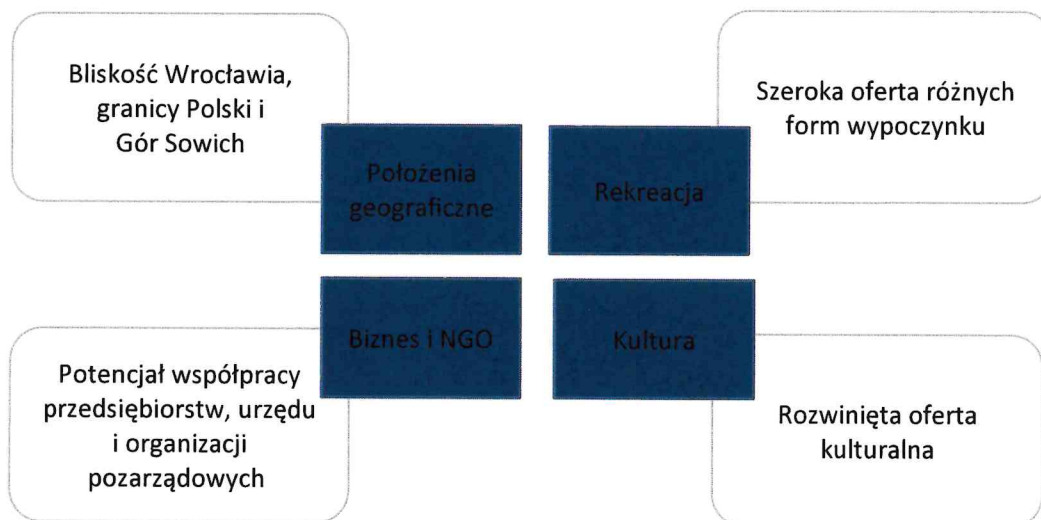 Bliskość Wrocławia,
granicy Polski i
Gór Sowich
Szeroka oferta różnych
form wypoczynku
Położenia
geograficzne
Rekreacja
Biznes i NGO
Kultura
Potencjał współpracy
przedsiębiorstw, urzędu
i organizacji
pozarządowych
Rozwinięta oferta
kulturalna